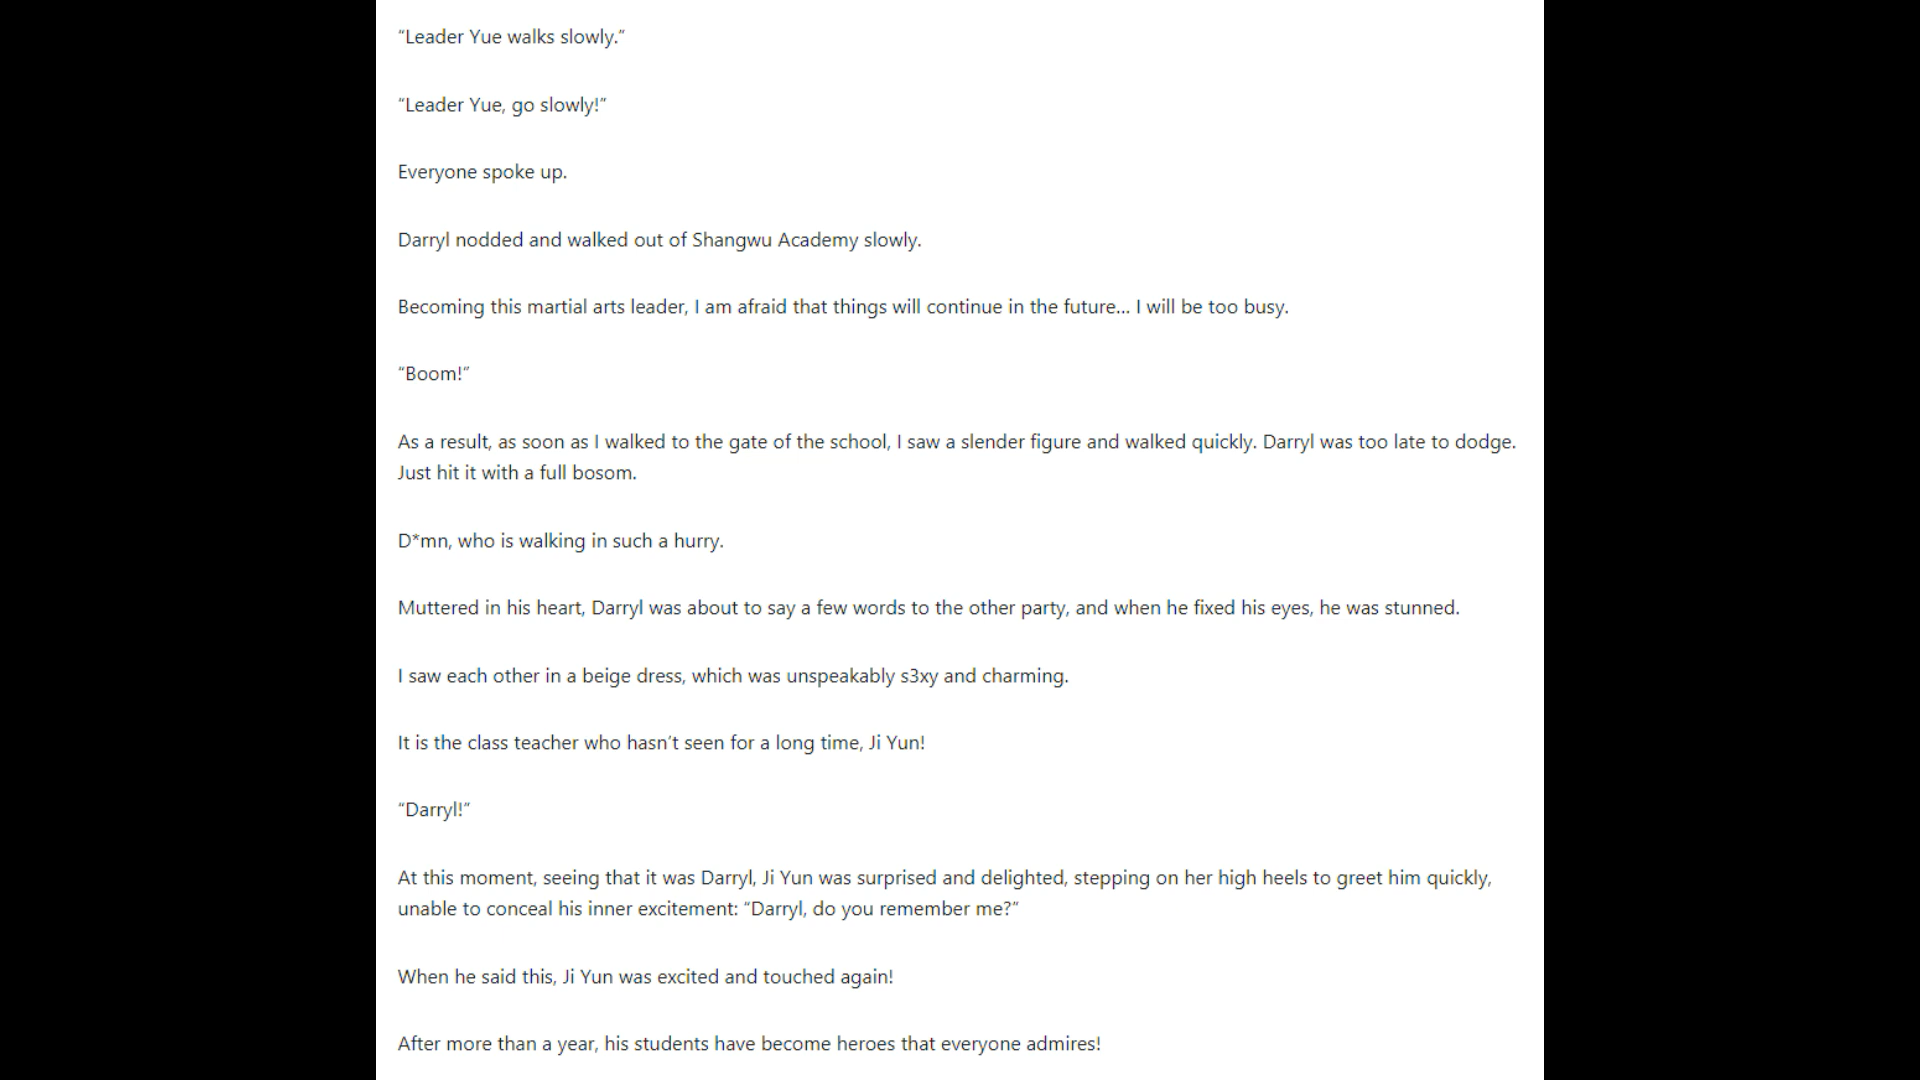 “Leader Yue walks slowly.”
“Leader Yue, go slowly!”
Everyone spoke up.
Darryl nodded and walked out of Shangwu Academy slowly.
Becoming this martial arts leader, I am afraid that things will continue in the future... I will be too busy.
“Boom!”
As a result, as soon as I walked to the gate of the school, I saw a slender figure and walked quickly. Darryl was too late to dodge.
Just hit it with a full bosom.
D*mn, who is walking in such a hurry.
Muttered in his heart, Darryl was about to say a few words to the other party, and when he fixed his eyes, he was stunned.
I saw each other in a beige dress, which was unspeakably s3xy and charming.
It is the class teacher who hasn’t seen for a long time, Ji Yun!
“Darryl!”
At this moment, seeing that it was Darryl, Ji Yun was surprised and delighted, stepping on her high heels to greet him quickly,
unable to conceal his inner excitement: “Darryl, do you remember me?”
When he said this, Ji Yun was excited and touched again!
After more than a year, his students have become heroes that everyone admires!